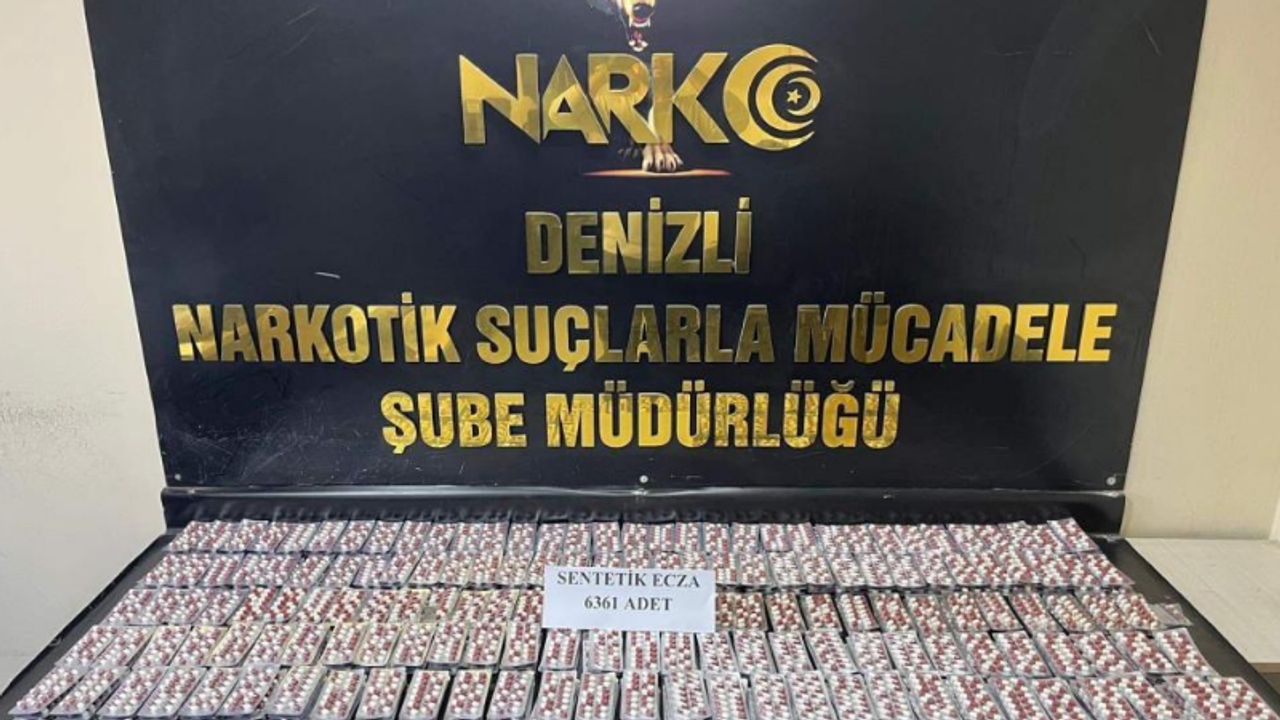 NARKO
DENİZLİ
NARKOTİK SUÇLARLA MÜCADELE
ŞUBE MÜDÜRLÜĞÜ
SENTETİK ECZA
6361 ADET